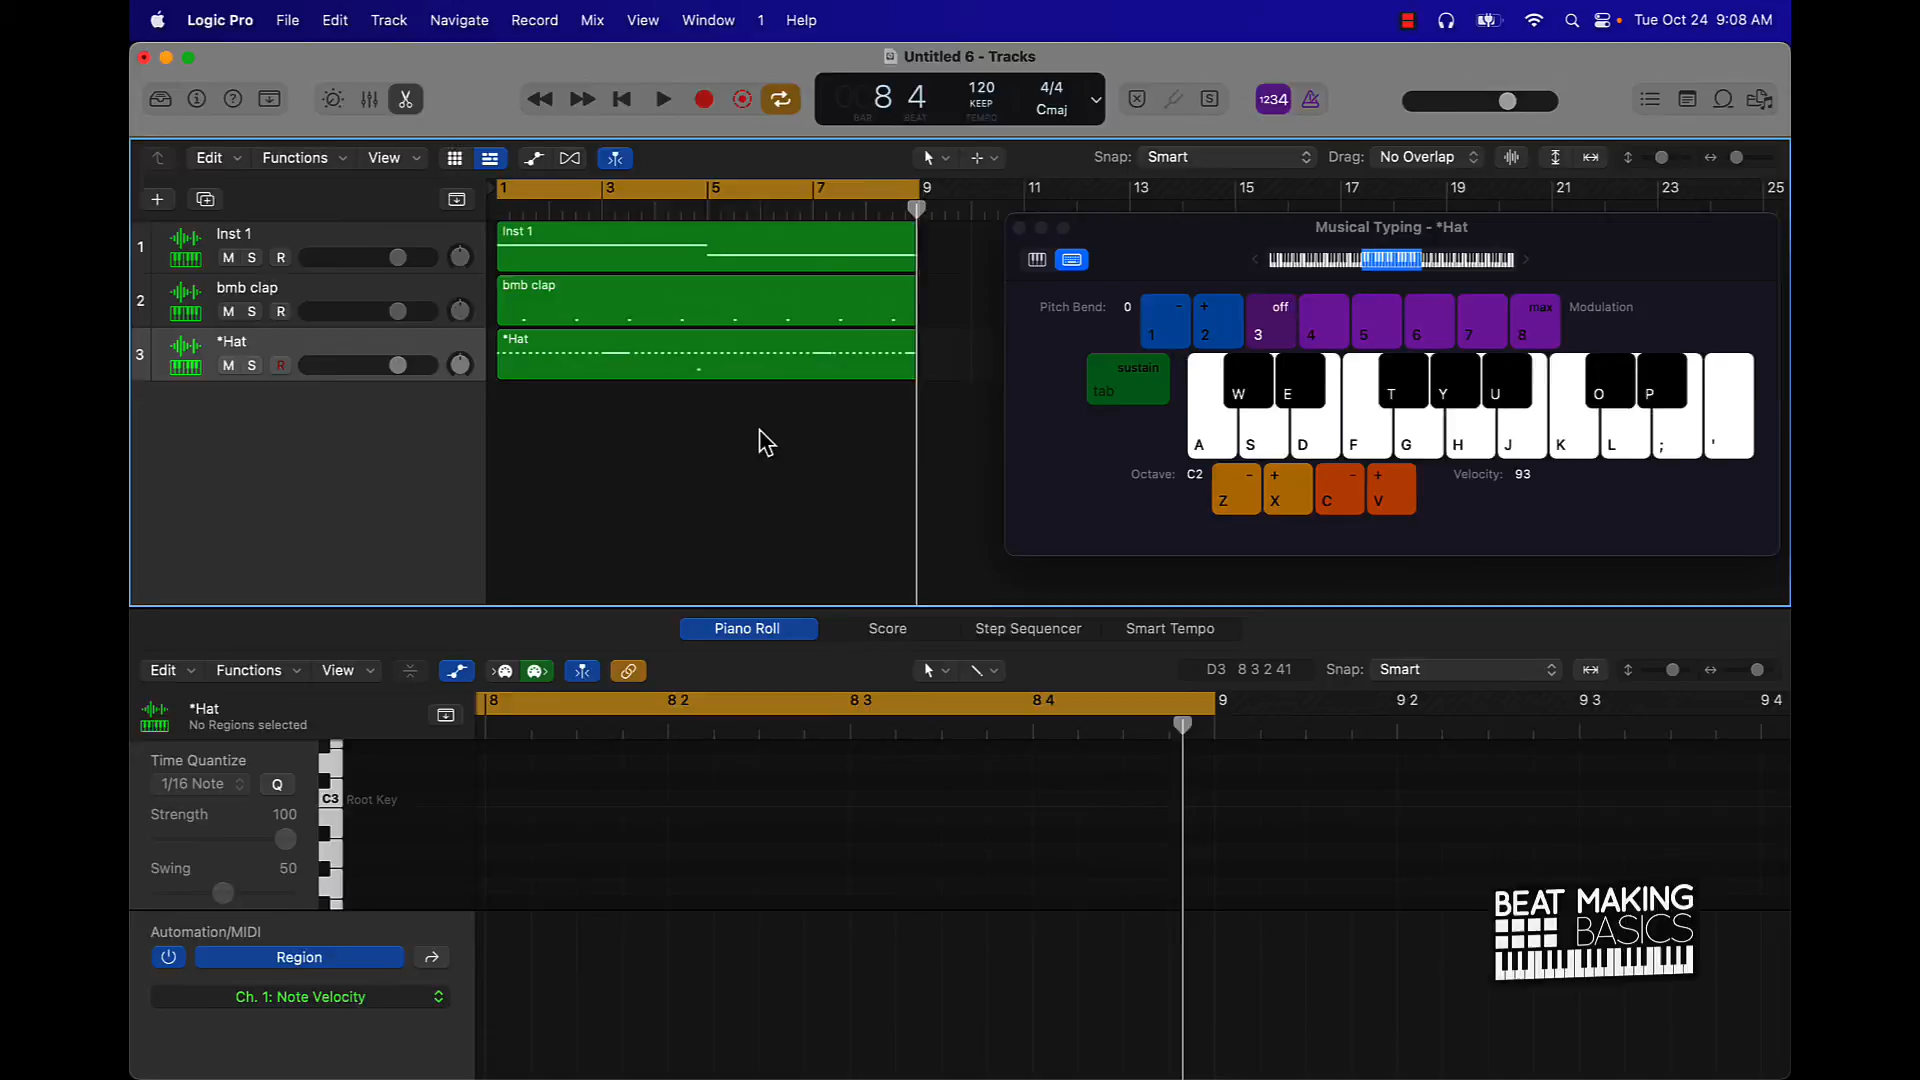 Logic Pro File Edit Track Navigate Record Mix View Window 1 Help Tue Oct 24 9:08 AM
Untitled 6 - Tracks
8 4 120 4/4
KEEP Cmaj
BAR BEAT TEMPO
1234
S
Edit Functions View Snap: Smart Drag: No Overlap
1 3 5 7 9 11 13 15 17 19 21 23 25
1 Inst 1
M S R
Inst 1
2 bmb clap
M S R
bmb clap
3 *Hat
M S R
*Hat
Musical Typing - *Hat
Pitch Bend: 0 - + off max Modulation
1 2 3 4 5 6 7 8
sustain
tab
W E T Y U O P
A S D F G H J K L ; '
Octave: C2 - + - + Velocity: 93
Z X C V
Piano Roll Score Step Sequencer Smart Tempo
Edit Functions View D3 8 3 2 41 Snap: Smart
8 8 2 8 3 8 4 9 9 2 9 3 9 4
*Hat
No Regions selected
Time Quantize
1/16 Note Q
C3 Root Key
Strength 100
Swing 50
Automation/MIDI
Region
Ch. 1: Note Velocity
BEAT MAKING
BASICS